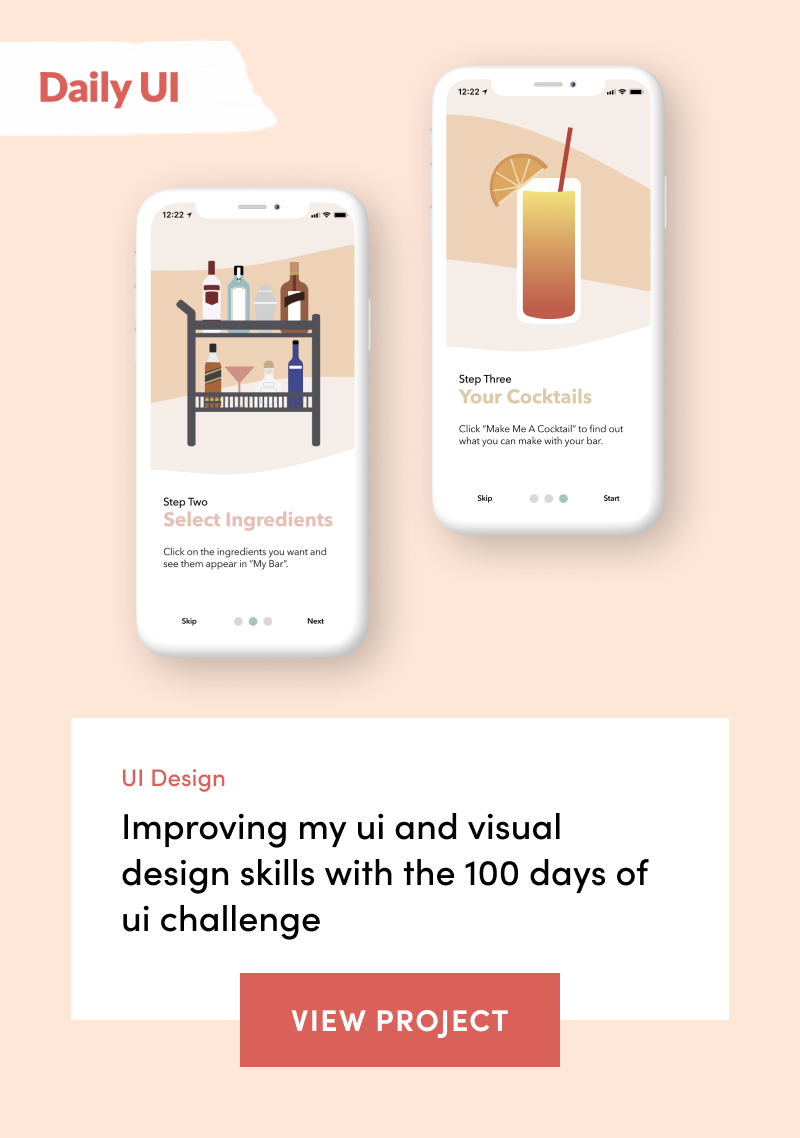 Daily UI
12:22
Step Three
Your Cocktails
Click “Make Me A Cocktail” to find out
what you can make with your bar.
Skip
Start
12:22
Step Two
Select Ingredients
Click on the ingredients you want and
see them appear in “My Bar”.
Skip
Next
UI Design
Improving my ui and visual
design skills with the 100 days of
ui challenge
VIEW PROJECT